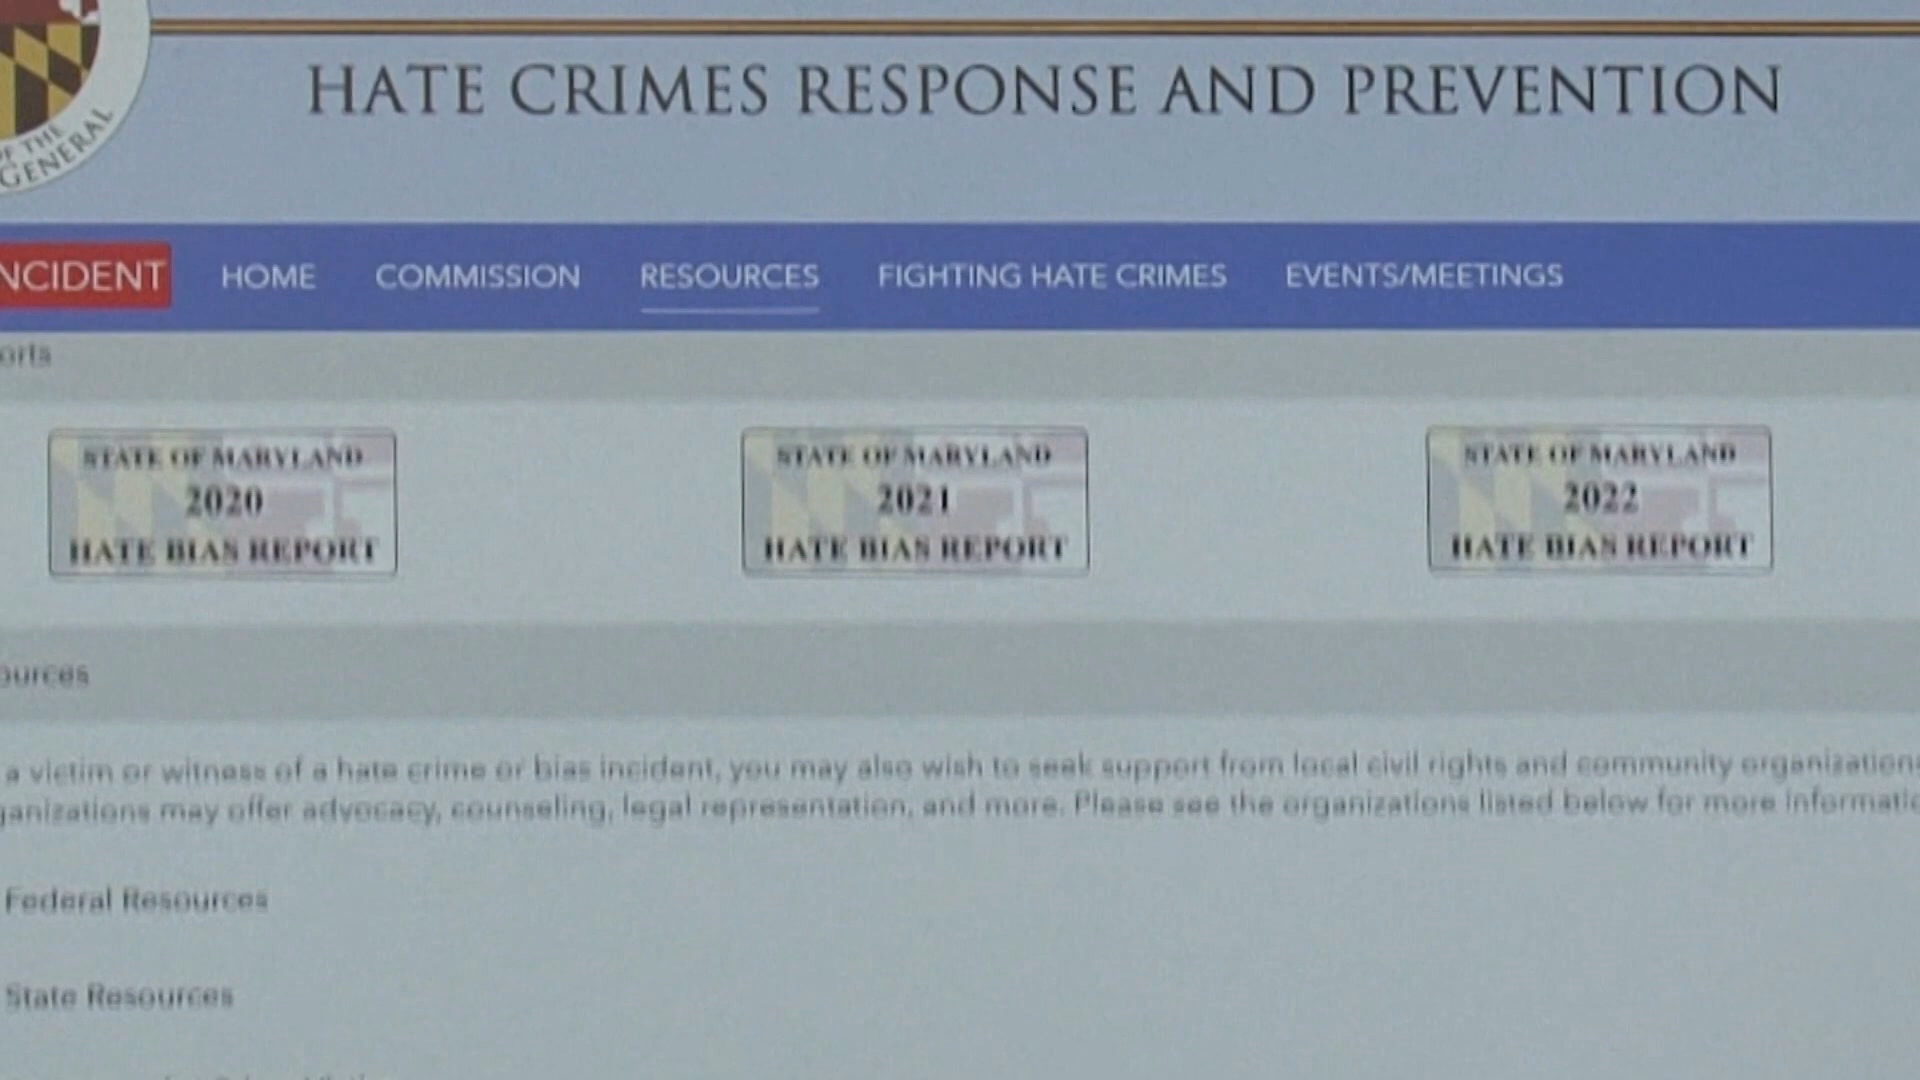 HATE CRIMES RESPONSE AND PREVENTION
OF THE
GENERAL
NCIDENT HOME COMMISSION RESOURCES FIGHTING HATE CRIMES EVENTS/MEETINGS
orts
STATE OF MARYLAND
2020
HATE BIAS REPORT
STATE OF MARYLAND
2021
HATE BIAS REPORT
STATE OF MARYLAND
2022
HATE BIAS REPORT
ources
a victim or witness of a hate crime or bias incident, you may also wish to seek support from local civil rights and community organizations
ganizations may offer advocacy, counseling, legal representation, and more. Please see the organizations listed below for more informatio
Federal Resources
State Resources